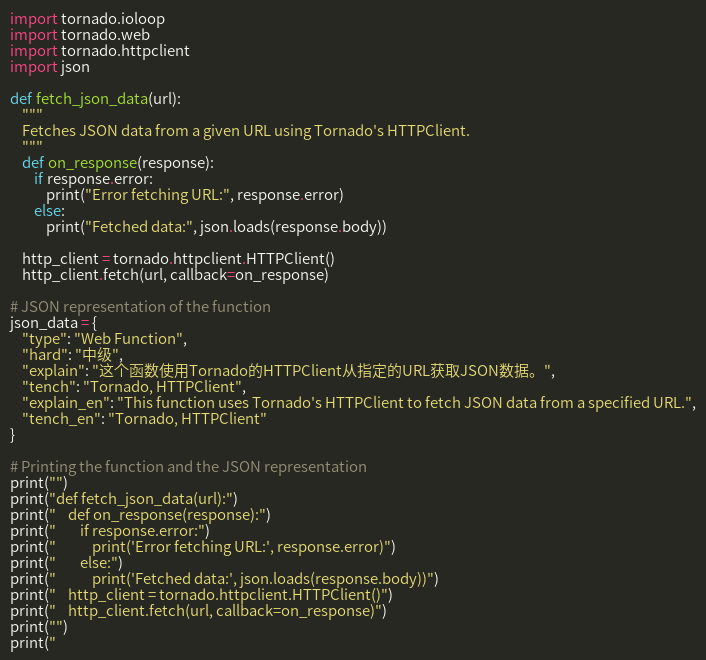 import tornado.ioloop
import tornado.web
import tornado.httpclient
import json

def fetch_json_data(url):
    """
    Fetches JSON data from a given URL using Tornado's HTTPClient.
    """
    def on_response(response):
        if response.error:
            print("Error fetching URL:", response.error)
        else:
            print("Fetched data:", json.loads(response.body))

    http_client = tornado.httpclient.HTTPClient()
    http_client.fetch(url, callback=on_response)

# JSON representation of the function
json_data = {
    "type": "Web Function",
    "hard": "中级",
    "explain": "这个函数使用Tornado的HTTPClient从指定的URL获取JSON数据。",
    "tench": "Tornado, HTTPClient",
    "explain_en": "This function uses Tornado's HTTPClient to fetch JSON data from a specified URL.",
    "tench_en": "Tornado, HTTPClient"
}

# Printing the function and the JSON representation
print("")
print("def fetch_json_data(url):")
print("    def on_response(response):")
print("        if response.error:")
print("            print('Error fetching URL:', response.error)")
print("        else:")
print("            print('Fetched data:', json.loads(response.body))")
print("    http_client = tornado.httpclient.HTTPClient()")
print("    http_client.fetch(url, callback=on_response)")
print("")
print("